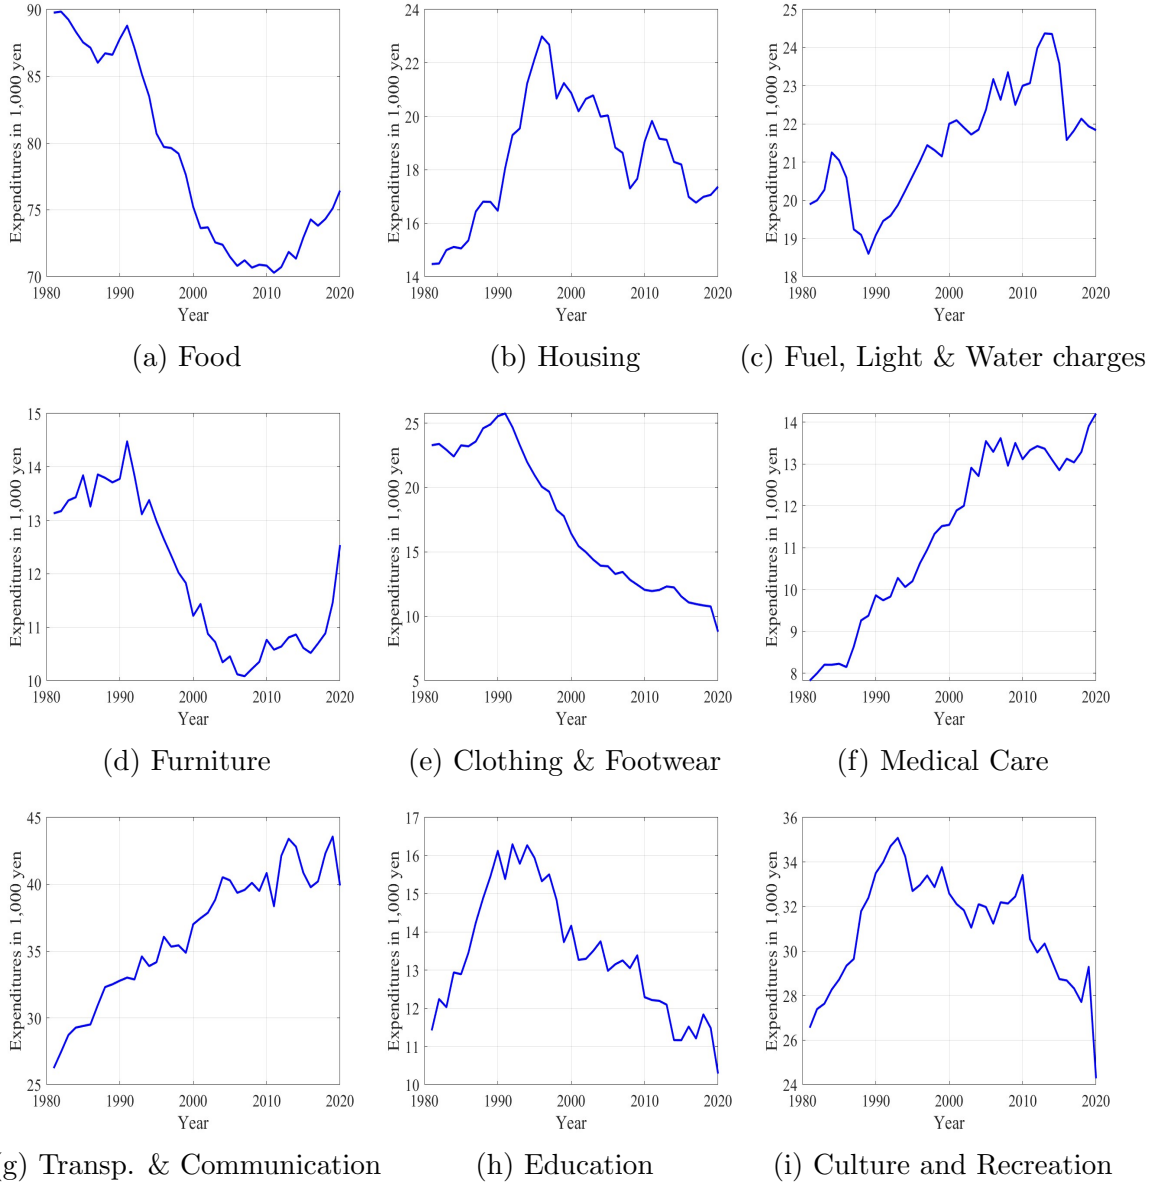 Expenditures in 1,000 yen
90
85
80
75
70
1980 1990 2000 2010 2020
Year
(a) Food
Expenditures in 1,000 yen
24
22
20
18
16
14
1980 1990 2000 2010 2020
Year
(b) Housing
Expenditures in 1,000 yen
25
24
23
22
21
20
19
18
1980 1990 2000 2010 2020
Year
(c) Fuel, Light & Water charges
Expenditures in 1,000 yen
15
14
13
12
11
10
1980 1990 2000 2010 2020
Year
(d) Furniture
Expenditures in 1,000 yen
25
20
15
10
5
1980 1990 2000 2010 2020
Year
(e) Clothing & Footwear
Expenditures in 1,000 yen
14
13
12
11
10
9
8
1980 1990 2000 2010 2020
Year
(f) Medical Care
Expenditures in 1,000 yen
45
40
35
30
25
1980 1990 2000 2010 2020
Year
g) Transp. & Communication
Expenditures in 1,000 yen
17
16
15
14
13
12
11
10
1980 1990 2000 2010 2020
Year
(h) Education
Expenditures in 1,000 yen
36
34
32
30
28
26
24
1980 1990 2000 2010 2020
Year
(i) Culture and Recreation